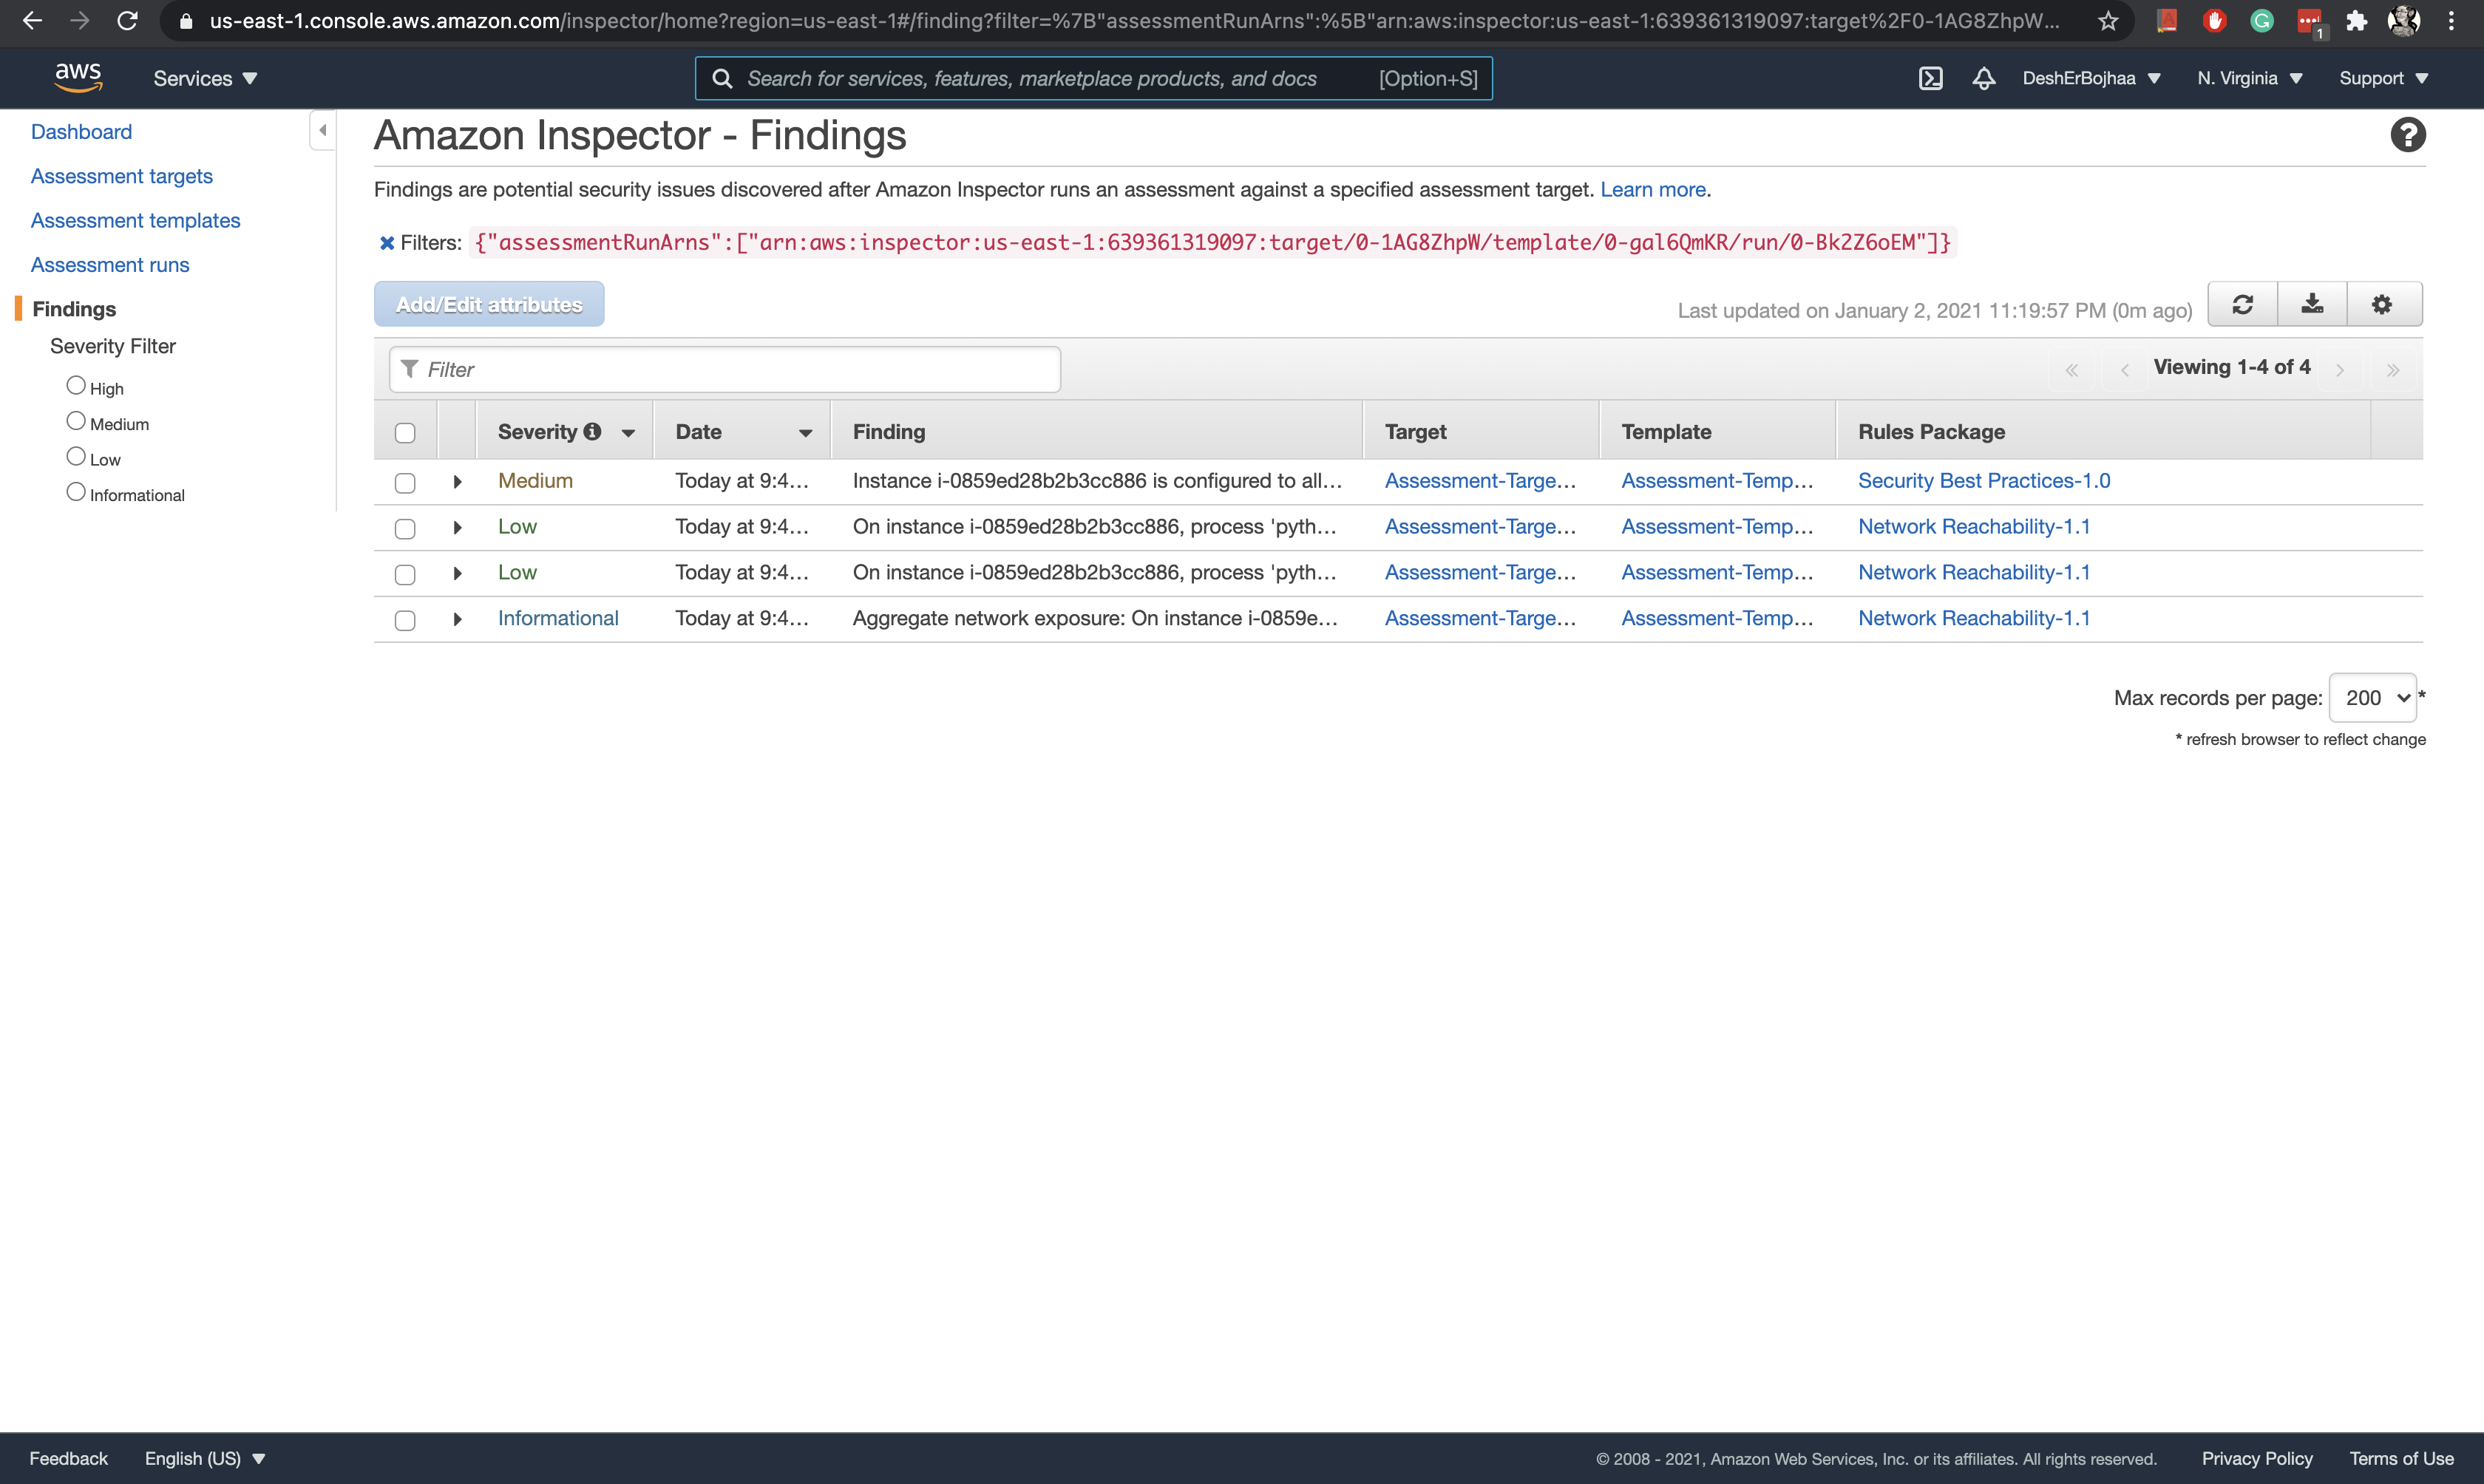 us-east-1.console.aws.amazon.com/inspector/home?region=us-east-1#/finding?filter=%7B"assessmentRunArns":%5B"arn:aws:inspector:us-east-1:639361319097:target%2F0-1AG8ZhpW...
1
aws Services Search for services, features, marketplace products, and docs [Option+S] DeshErBojhaa N. Virginia Support
Dashboard
Assessment targets
Assessment templates
Assessment runs
Findings
Severity Filter
High
Medium
Low
Informational
Amazon Inspector - Findings
Findings are potential security issues discovered after Amazon Inspector runs an assessment against a specified assessment target. Learn more.
Filters: {"assessmentRunArns":["arn:aws:inspector:us-east-1:639361319097:target/0-1AG8ZhpW/template/0-gal6QmKR/run/0-Bk2Z6oEM"]}
Add/Edit attributes
Last updated on January 2, 2021 11:19:57 PM (0m ago)
Filter
« ‹ Viewing 1-4 of 4 › »
Severity Date Finding Target Template Rules Package
Medium Today at 9:4... Instance i-0859ed28b2b3cc886 is configured to all... Assessment-Targe... Assessment-Temp... Security Best Practices-1.0
Low Today at 9:4... On instance i-0859ed28b2b3cc886, process 'pyth... Assessment-Targe... Assessment-Temp... Network Reachability-1.1
Low Today at 9:4... On instance i-0859ed28b2b3cc886, process 'pyth... Assessment-Targe... Assessment-Temp... Network Reachability-1.1
Informational Today at 9:4... Aggregate network exposure: On instance i-0859e... Assessment-Targe... Assessment-Temp... Network Reachability-1.1
Max records per page: 200 *
* refresh browser to reflect change
Feedback English (US) © 2008 - 2021, Amazon Web Services, Inc. or its affiliates. All rights reserved. Privacy Policy Terms of Use